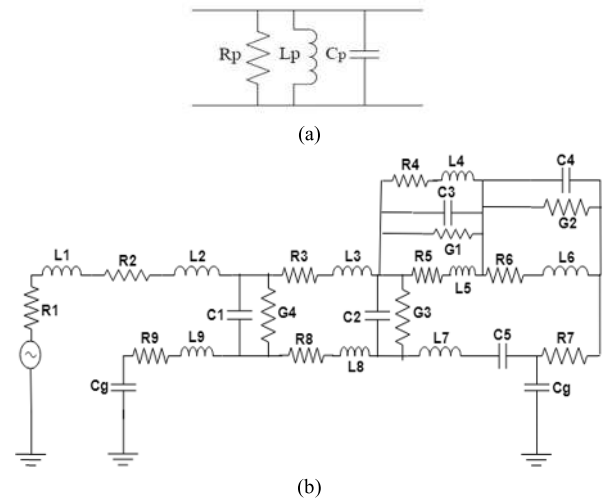 Rp Lp Cp
(a)
R4 L4 C4
C3
G2
G1
L1 R2 L2 R3 L3 R5 L5 R6 L6
R1 C1 G4 C2 G3
R9 L9 R8 L8 L7 C5 R7
Cg Cg
(b)